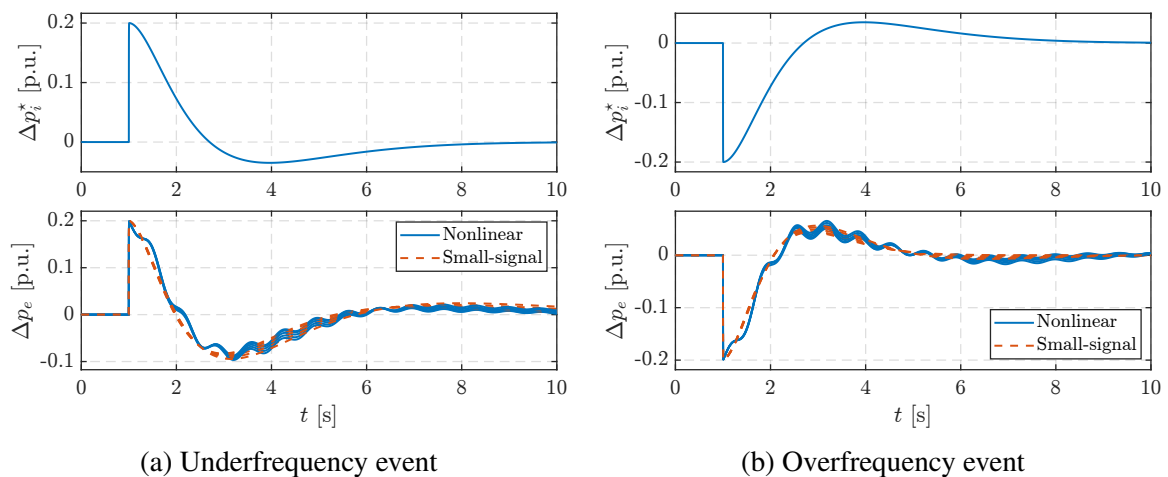 Δp_i^⋆ [p.u.]
0.2
0.1
0
0 2 4 6 8 10
Δp_e [p.u.]
0.2
0.1
0
-0.1
Nonlinear
Small-signal
0 2 4 6 8 10
t [s]
(a) Underfrequency event
Δp_i^⋆ [p.u.]
0
-0.1
-0.2
0 2 4 6 8 10
Δp_e [p.u.]
0
-0.1
-0.2
Nonlinear
Small-signal
0 2 4 6 8 10
t [s]
(b) Overfrequency event